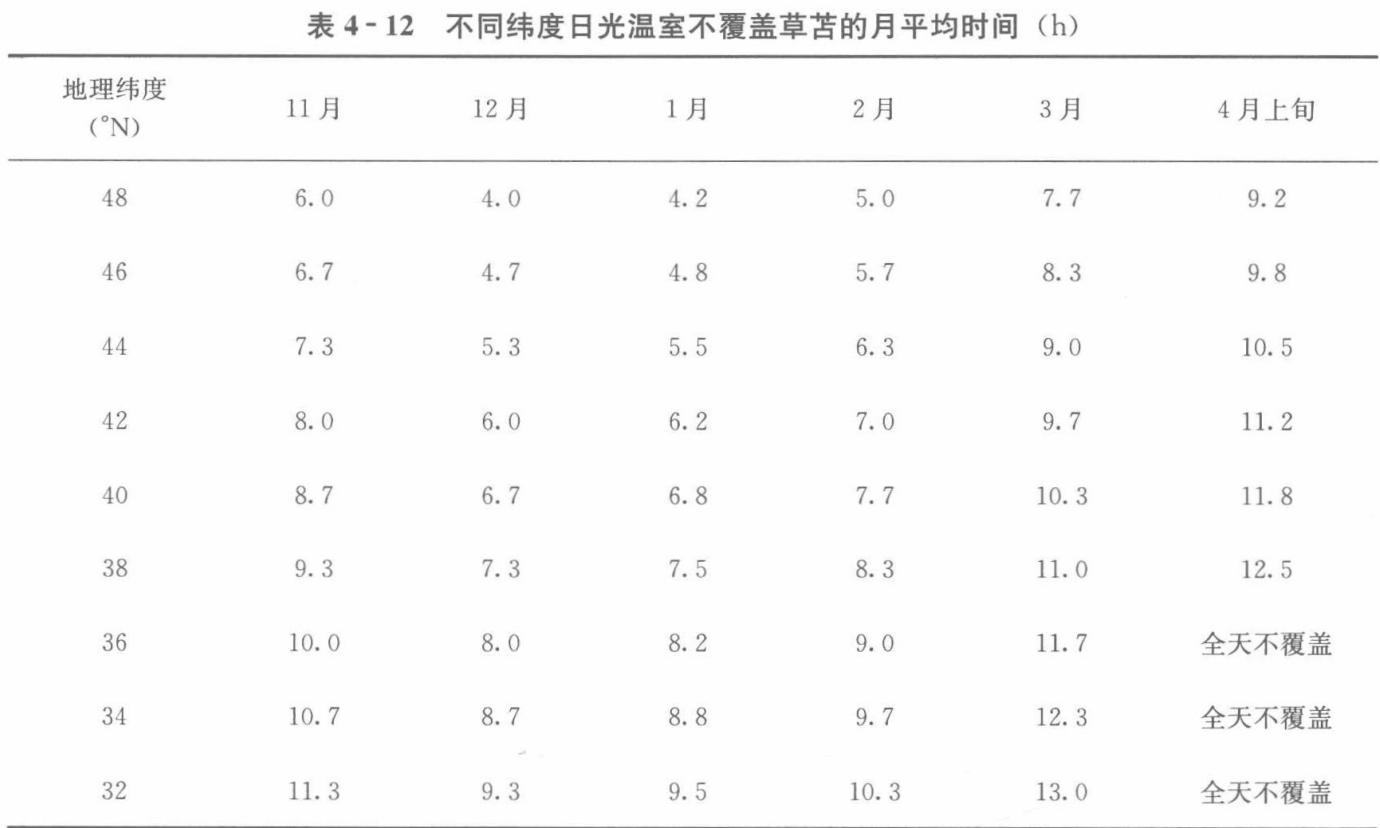 表 4-12 不同纬度日光温室不覆盖草苫的月平均时间（h）
地理纬度
（°N） 11 月 12 月 1 月 2 月 3 月 4 月上旬
48 6.0 4.0 4.2 5.0 7.7 9.2
46 6.7 4.7 4.8 5.7 8.3 9.8
44 7.3 5.3 5.5 6.3 9.0 10.5
42 8.0 6.0 6.2 7.0 9.7 11.2
40 8.7 6.7 6.8 7.7 10.3 11.8
38 9.3 7.3 7.5 8.3 11.0 12.5
36 10.0 8.0 8.2 9.0 11.7 全天不覆盖
34 10.7 8.7 8.8 9.7 12.3 全天不覆盖
32 11.3 9.3 9.5 10.3 13.0 全天不覆盖